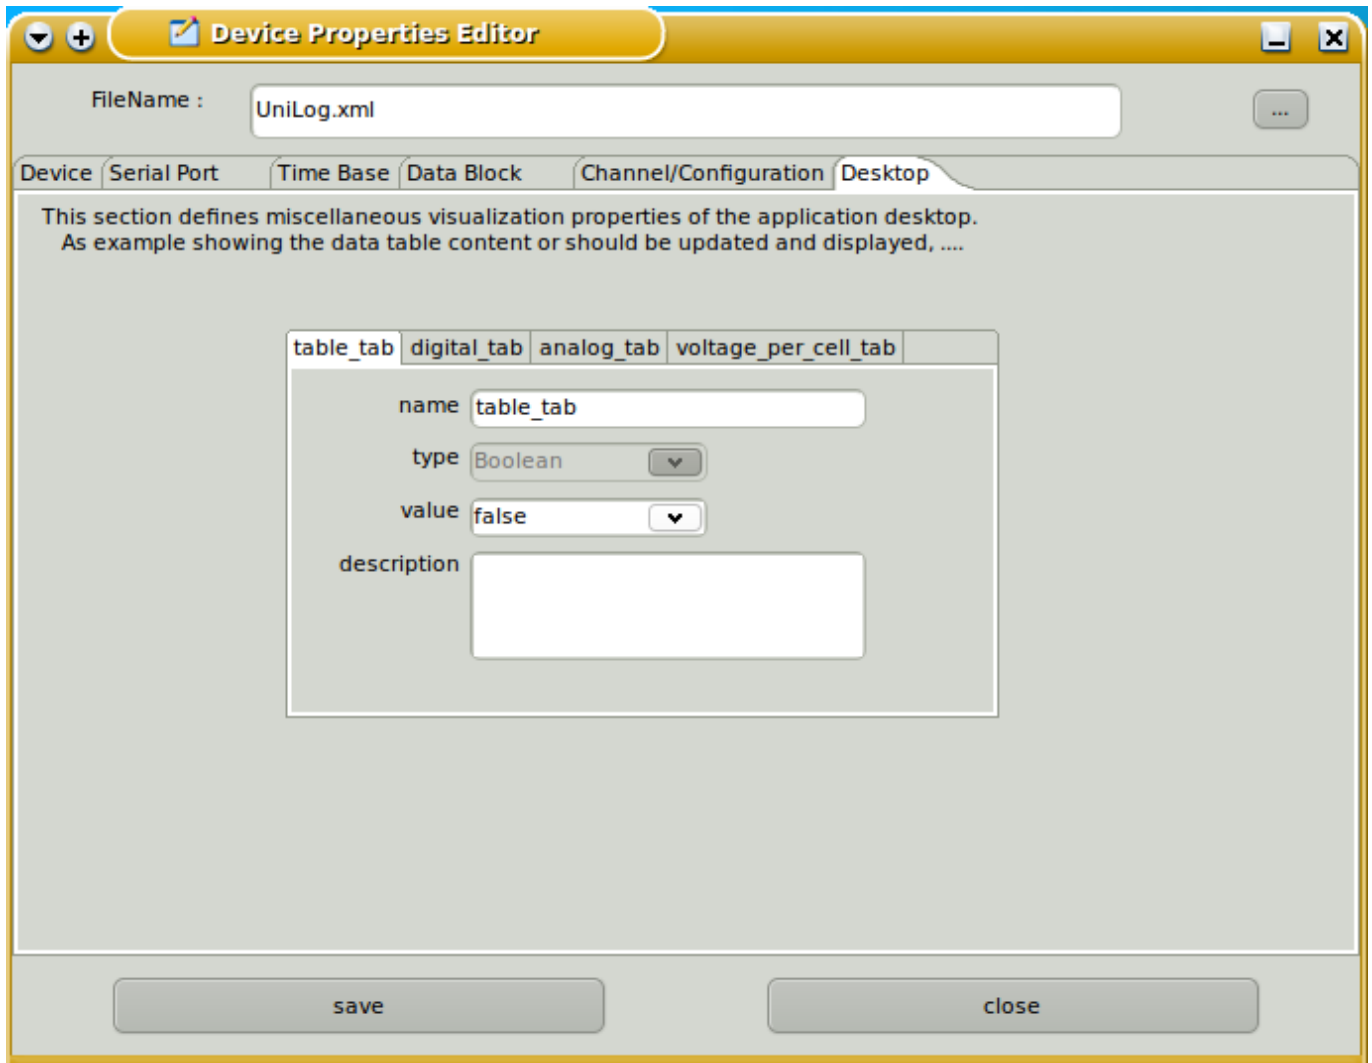 Device Properties Editor
FileName :
UniLog.xml
...
Device Serial Port Time Base Data Block Channel/Configuration Desktop
This section defines miscellaneous visualization properties of the application desktop.
As example showing the data table content or should be updated and displayed, ....
table_tab digital_tab analog_tab voltage_per_cell_tab
name table_tab
type Boolean
value false
description
save close